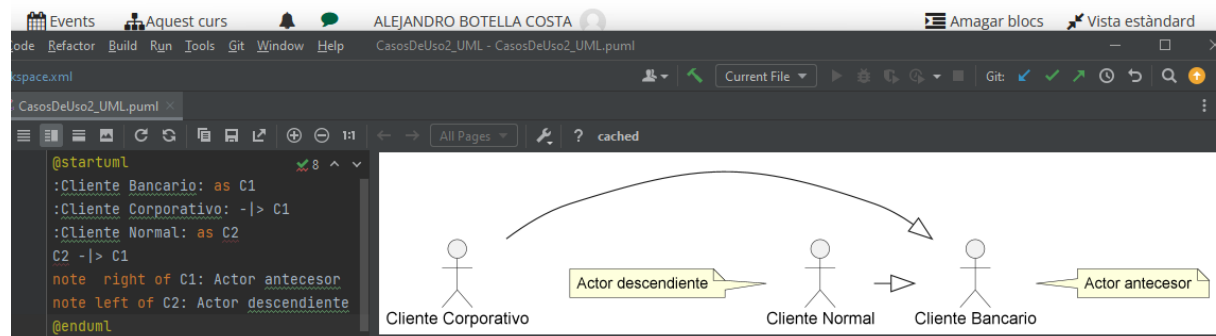 Events Aquest curs ALEJANDRO BOTELLA COSTA Amagar blocs Vista estàndard
ode Refactor Build Run Tools Git Window Help CasosDeUso2_UML - CasosDeUso2_UML.puml
kspace.xml Current File Git:
CasosDeUso2_UML.puml
1:1 All Pages ? cached
@startuml 8
:Cliente Bancario: as C1
:Cliente Corporativo: -|> C1
:Cliente Normal: as C2
C2 -|> C1
note right of C1: Actor antecesor
note left of C2: Actor descendiente
@enduml
Actor descendiente Actor antecesor
Cliente Corporativo Cliente Normal Cliente Bancario